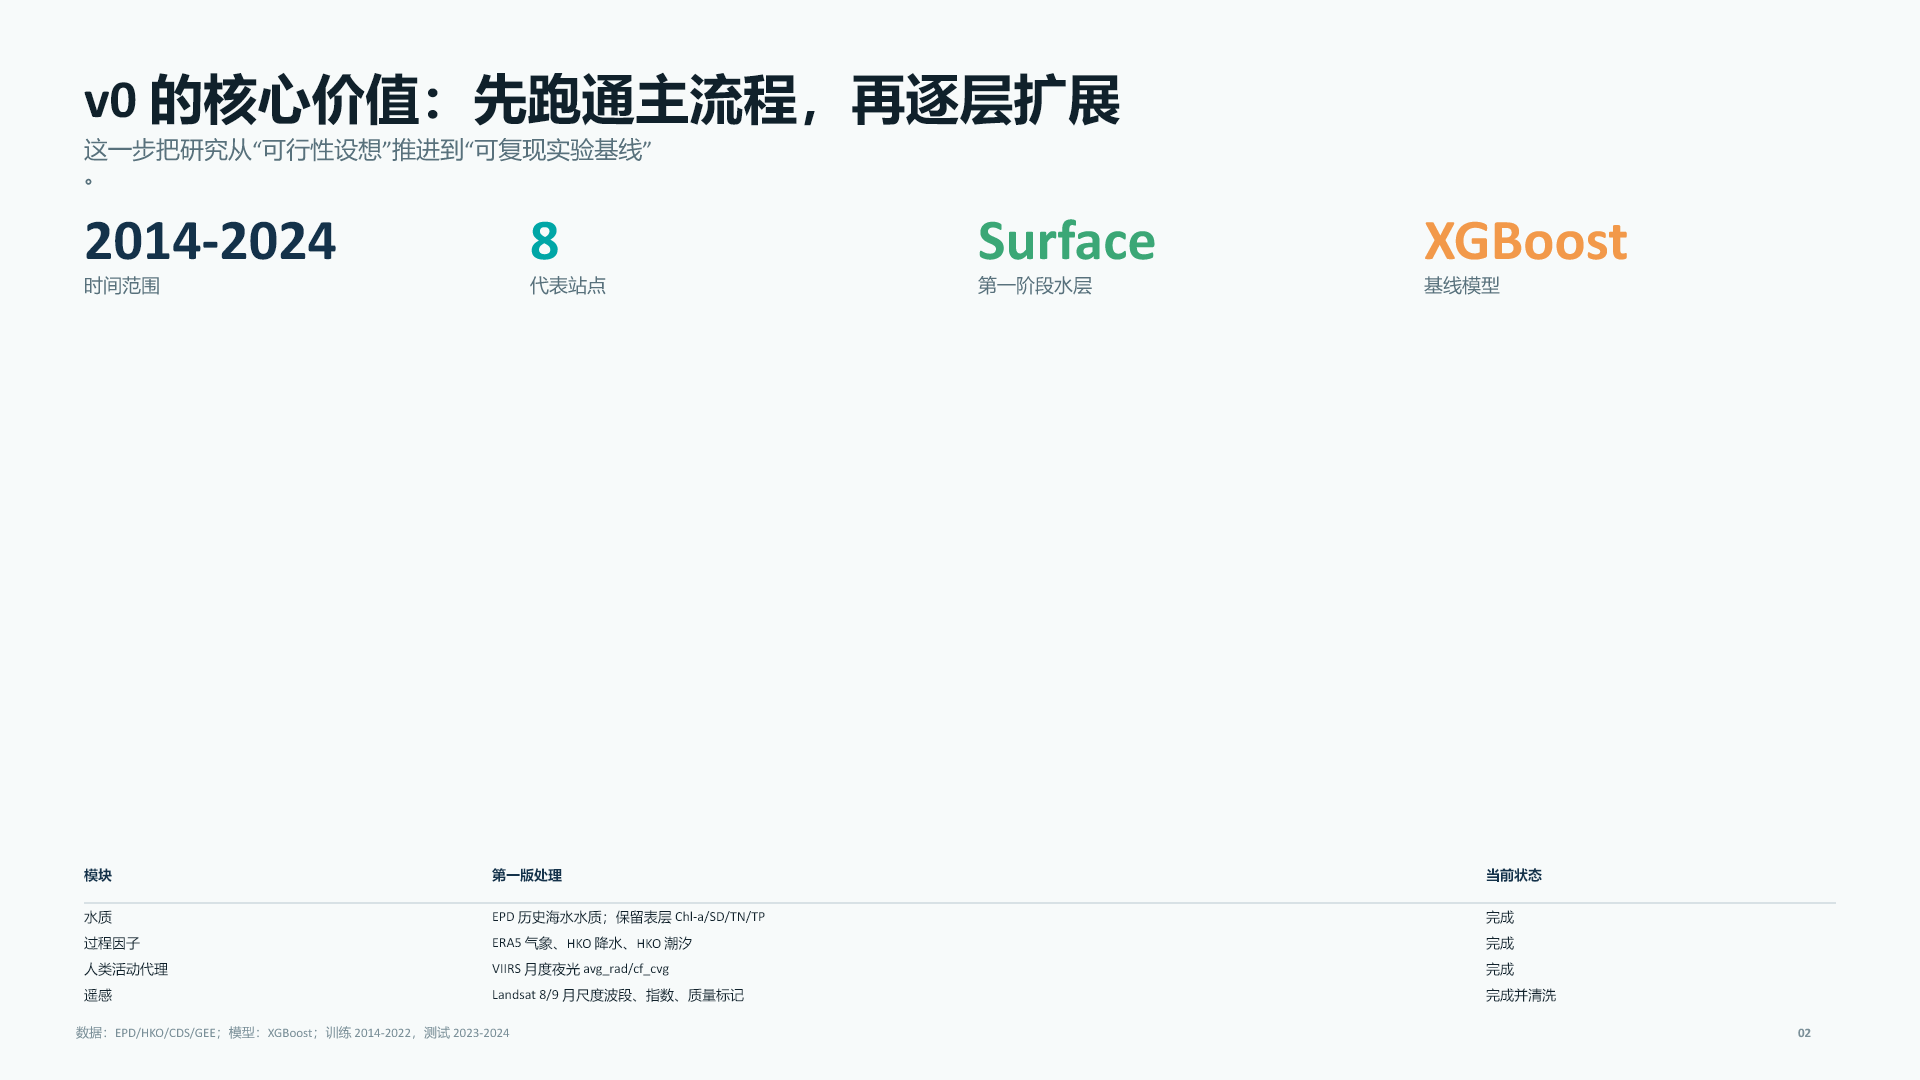 v0 的核心价值：先跑通主流程，再逐层扩展
这一步把研究从“可行性设想”推进到“可复现实验基线”
。
2014-2024
时间范围
8
代表站点
Surface
第一阶段水层
XGBoost
基线模型
模块 第一版处理 当前状态
水质 EPD 历史海水水质；保留表层 Chl-a/SD/TN/TP 完成
过程因子 ERA5 气象、HKO 降水、HKO 潮汐 完成
人类活动代理 VIIRS 月度夜光 avg_rad/cf_cvg 完成
遥感 Landsat 8/9 月尺度波段、指数、质量标记 完成并清洗
数据：EPD/HKO/CDS/GEE；模型：XGBoost；训练 2014-2022，测试 2023-2024 02